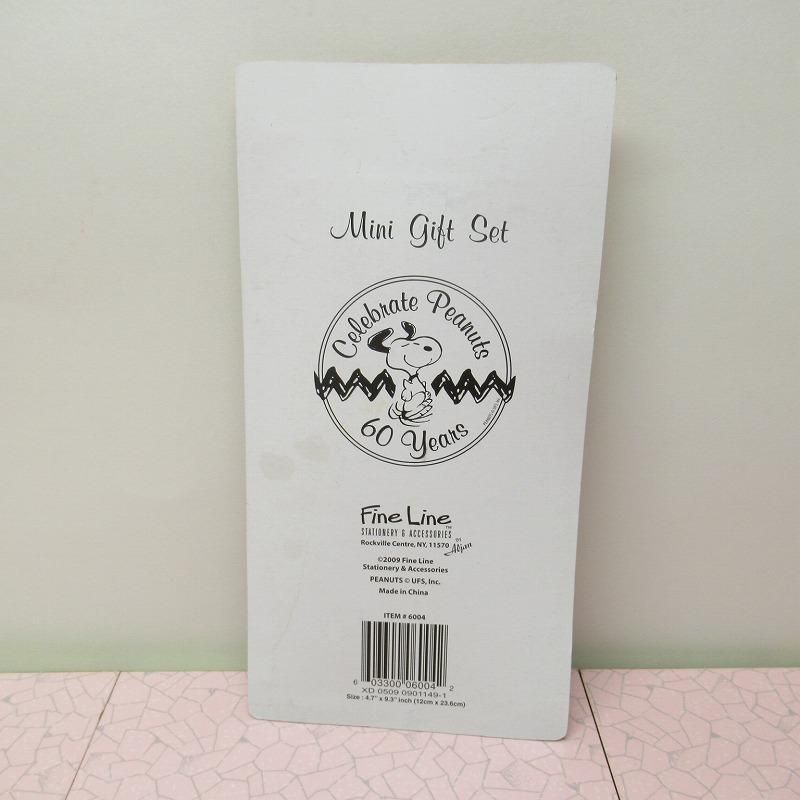 Mini Gift Set
Celebrate Peanuts
60 Years
Fine Line™
STATIONERY & ACCESSORIES
BY
Rockville Centre, NY, 11570
©2009 Fine Line
Stationery & Accessories
PEANUTS © UFS, Inc.
Made in China
ITEM # 6004
6 03300 06004 2
XD 0509 0901149-1
Size : 4.7" x 9.3" inch (12cm x 23.6cm)